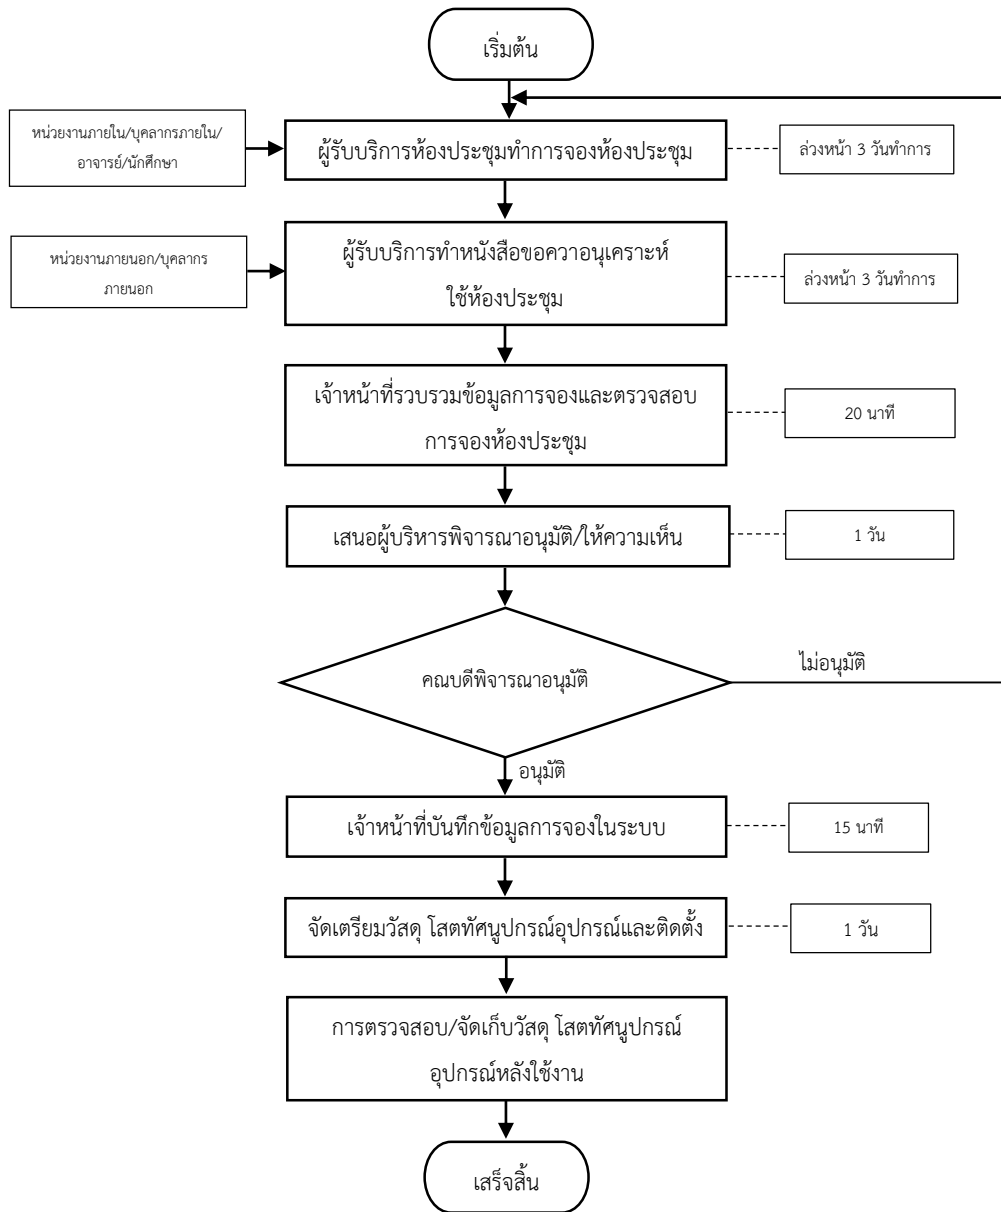 เริ่มต้น
หน่วยงานภายใน/บุคลากรภายใน/
อาจารย์/นักศึกษา
ผู้รับบริการห้องประชุมทำการจองห้องประชุม
ล่วงหน้า 3 วันทำการ
หน่วยงานภายนอก/บุคลากร
ภายนอก
ผู้รับบริการทำหนังสือขอควาอนุเคราะห์
ใช้ห้องประชุม
ล่วงหน้า 3 วันทำการ
เจ้าหน้าที่รวบรวมข้อมูลการจองและตรวจสอบ
การจองห้องประชุม
20 นาที
เสนอผู้บริหารพิจารณาอนุมัติ/ให้ความเห็น
1 วัน
คณบดีพิจารณาอนุมัติ
ไม่อนุมัติ
อนุมัติ
เจ้าหน้าที่บันทึกข้อมูลการจองในระบบ
15 นาที
จัดเตรียมวัสดุ โสตทัศนูปกรณ์อุปกรณ์และติดตั้ง
1 วัน
การตรวจสอบ/จัดเก็บวัสดุ โสตทัศนูปกรณ์
อุปกรณ์หลังใช้งาน
เสร็จสิ้น